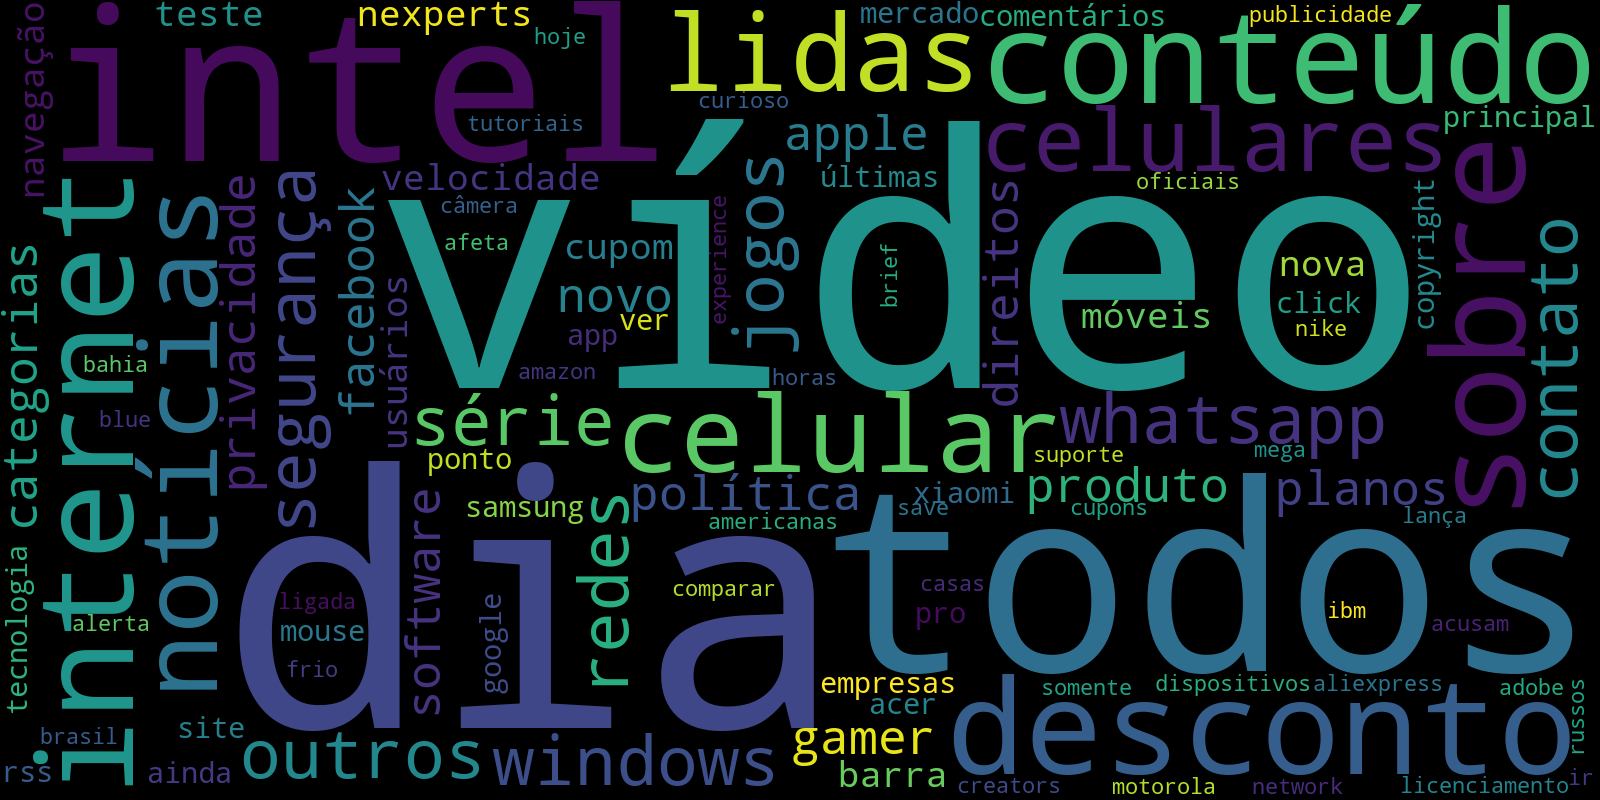 teste
nexperts
hoje
intel
lidas
mercado
comentários
publicidade
conteúdo
navegação
tutoriais
curioso
apple
celulares
principal
velocidade
últimas
oficiais
câmera
afeta
vídeo
cupom
novo
experience
jogos
brief
direitos
nova
click
nike
copyright
sobre
contato
internet
notícias
privacidade
segurança
facebook
usuários
categorias
bahia
blue
app
ver
amazon
horas
móveis
série
celular
whatsapp
ponto
suporte
mega
samsung
política
xiaomi
save
produto
cupons
planos
lança
americanas
dia
todos
tecnologia
alerta
ligada
mouse
frio
software
google
redes
comparar
casas
pro
ibm
acusam
empresas
acer
somente
dispositivos
aliexpress
adobe
russos
brasil
site
rss
ainda
outros
windows
gamer
barra
desconto
creators
motorola
network
licenciamento
ir